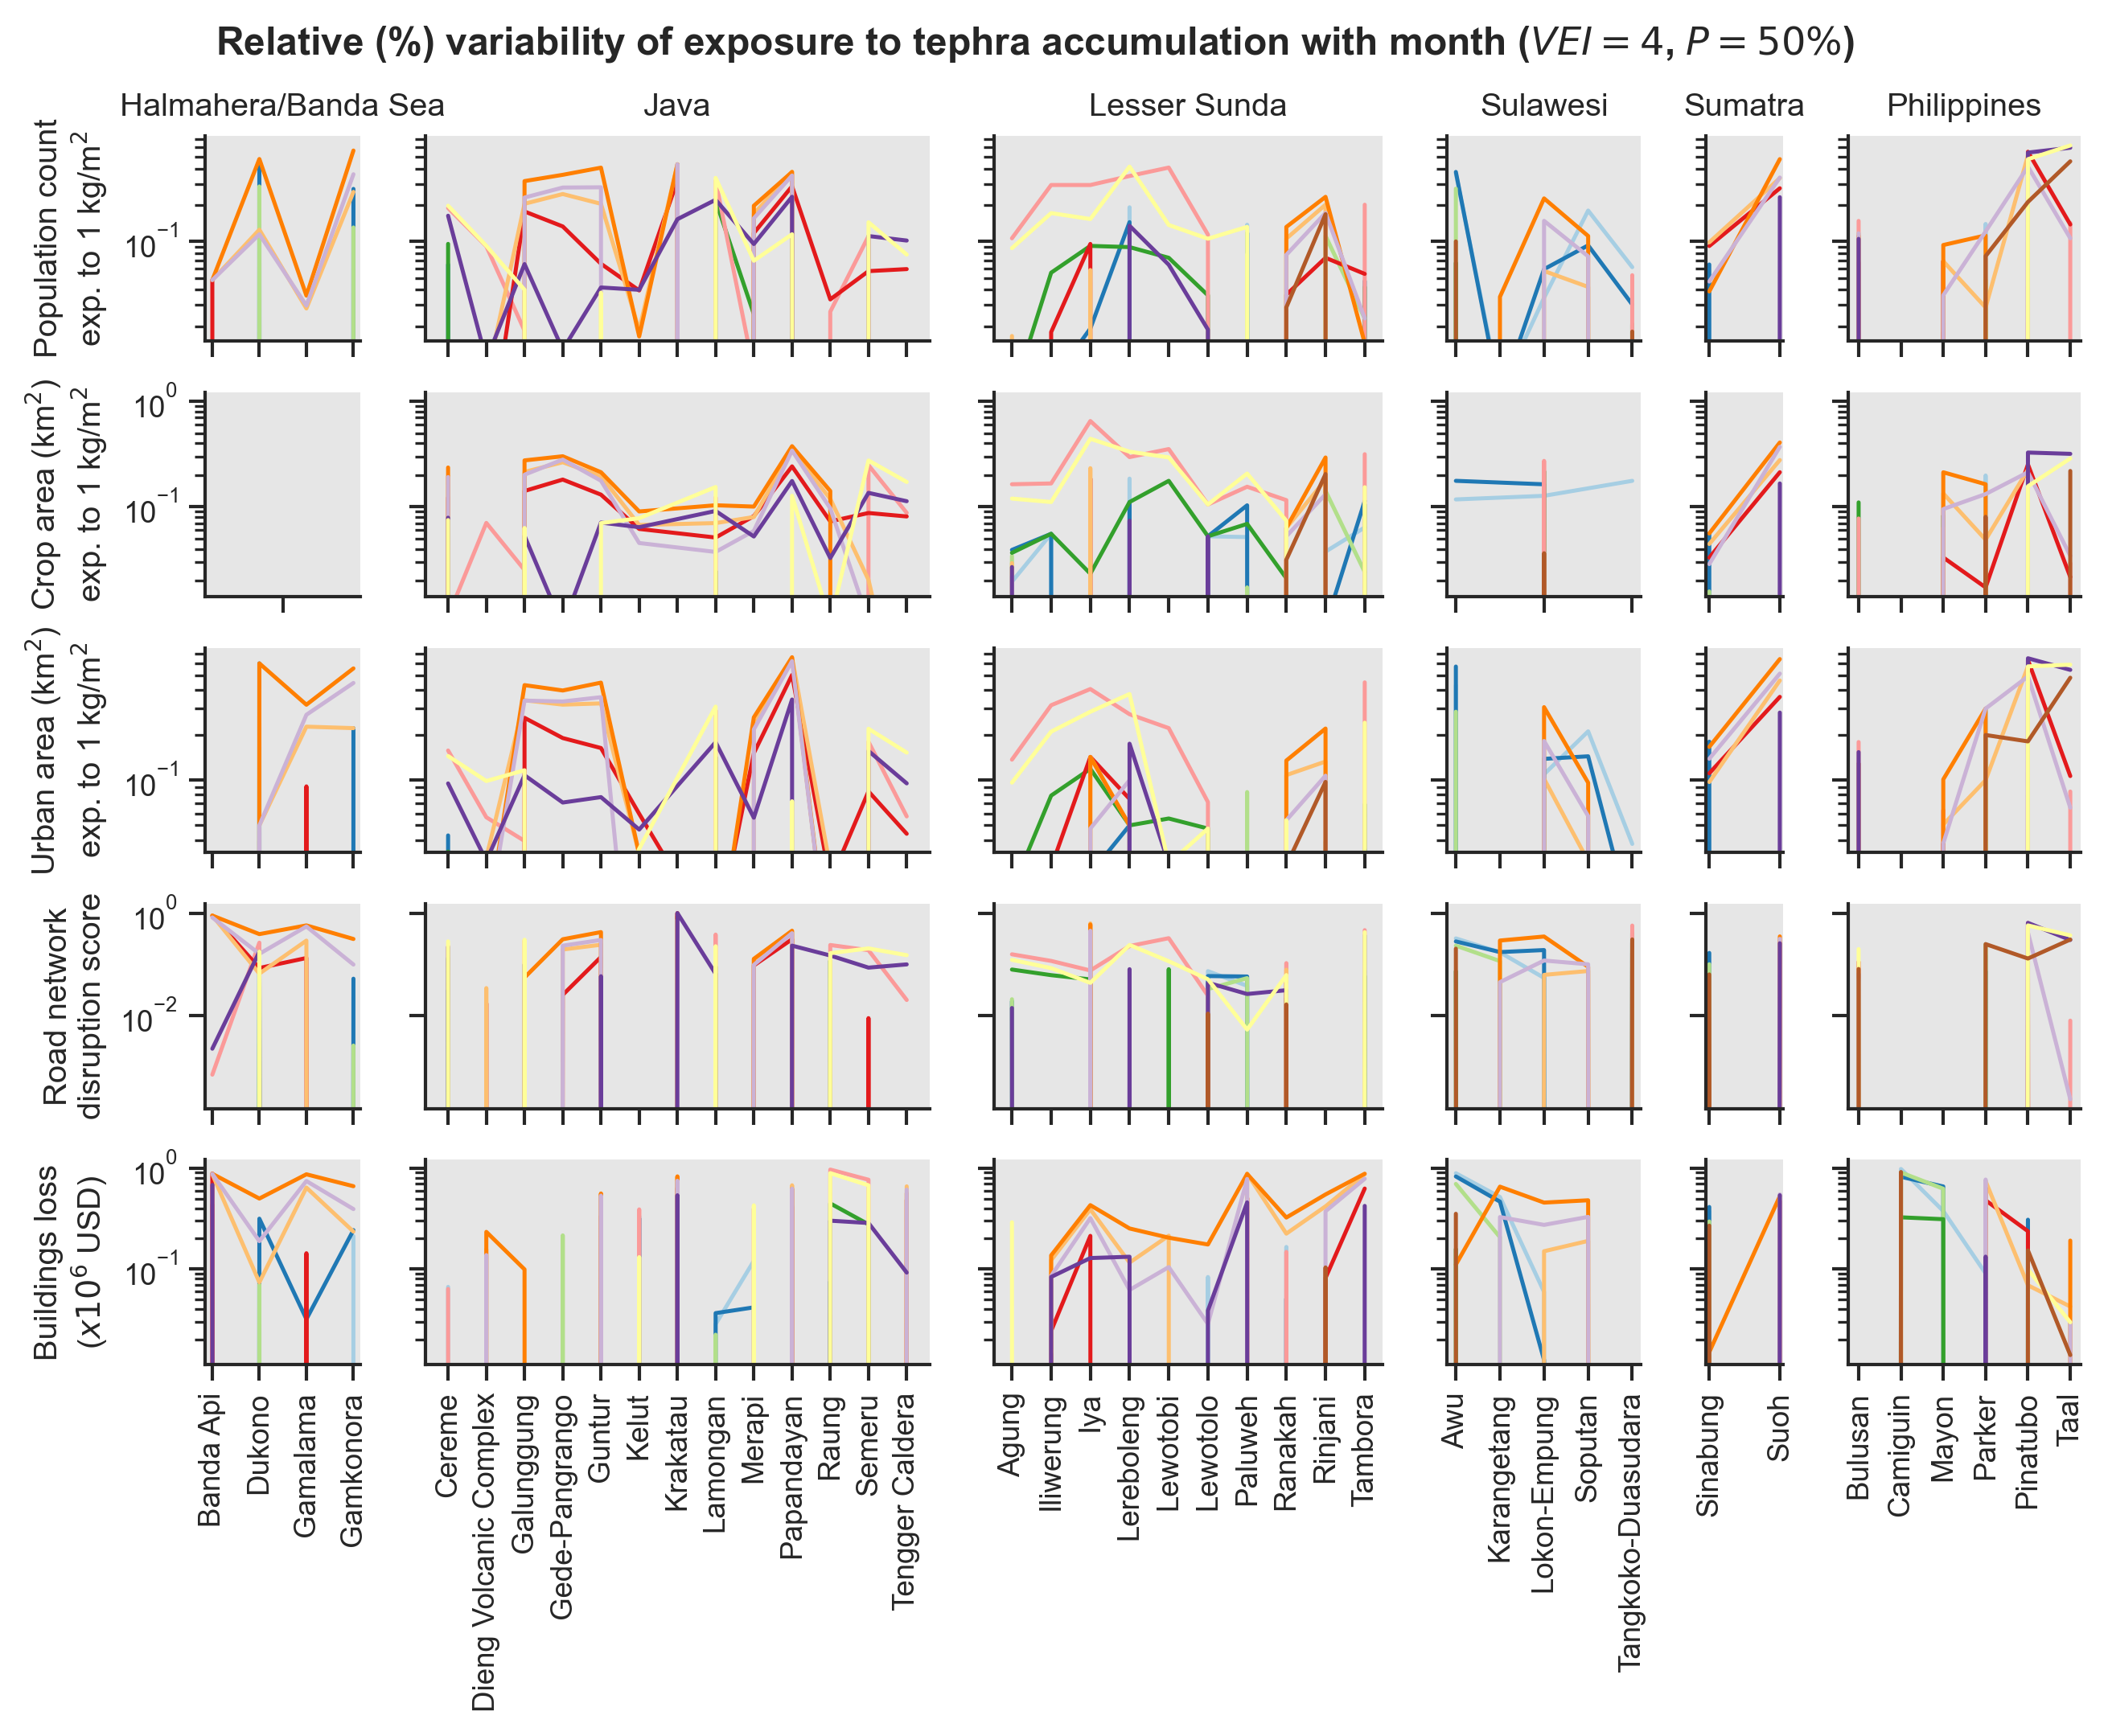 Relative (%) variability of exposure to tephra accumulation with month (VEI = 4, P = 50%)
Halmahera/Banda Sea
Java
Lesser Sunda
Sulawesi
Sumatra
Philippines
Population count
exp. to 1 kg/m²
10⁻¹
Crop area (km²)
exp. to 1 kg/m²
10⁰
10⁻¹
Urban area (km²)
exp. to 1 kg/m²
10⁻¹
Road network
disruption score
10⁰
10⁻²
Buildings loss
(x10⁶ USD)
10⁰
10⁻¹
Banda Api
Dukono
Gamalama
Gamkonora
Cereme
Dieng Volcanic Complex
Galunggung
Gede-Pangrango
Guntur
Kelut
Krakatau
Lamongan
Merapi
Papandayan
Raung
Semeru
Tengger Caldera
Agung
Iliwerung
Iya
Lereboleng
Lewotobi
Lewotolo
Paluweh
Ranakah
Rinjani
Tambora
Awu
Karangetang
Lokon-Empung
Soputan
Tangkoko-Duasudara
Sinabung
Suoh
Bulusan
Camiguin
Mayon
Parker
Pinatubo
Taal